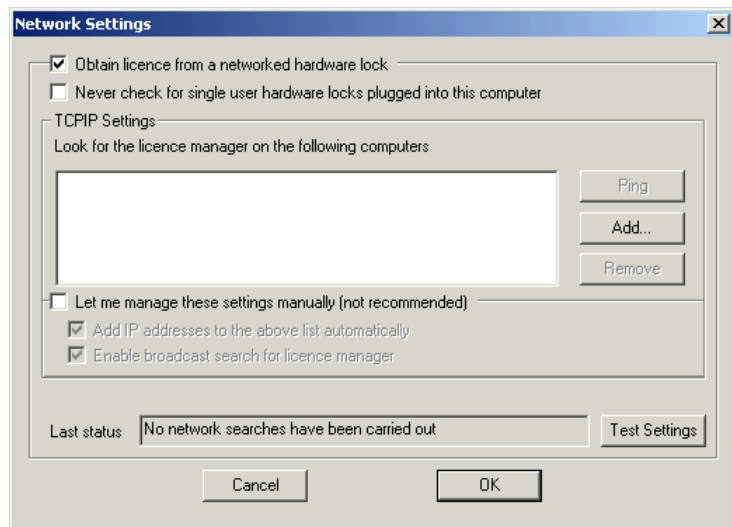 Network Settings
Obtain licence from a networked hardware lock
Never check for single user hardware locks plugged into this computer
TCPIP Settings
Look for the licence manager on the following computers
Ping
Add...
Remove
Let me manage these settings manually (not recommended)
Add IP addresses to the above list automatically
Enable broadcast search for licence manager
Last status No network searches have been carried out Test Settings
Cancel OK